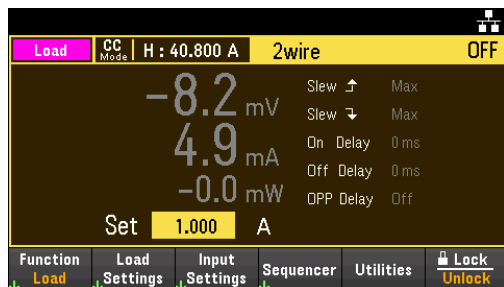 Load CC Mode H : 40.800 A 2wire OFF
-8.2 mV
4.9 mA
-0.0 mW
Slew Max
Slew Max
On Delay 0 ms
Off Delay 0 ms
OPP Delay Off
Set 1.000 A
Function Load
Load Settings
Input Settings
Sequencer
Utilities
Lock Unlock